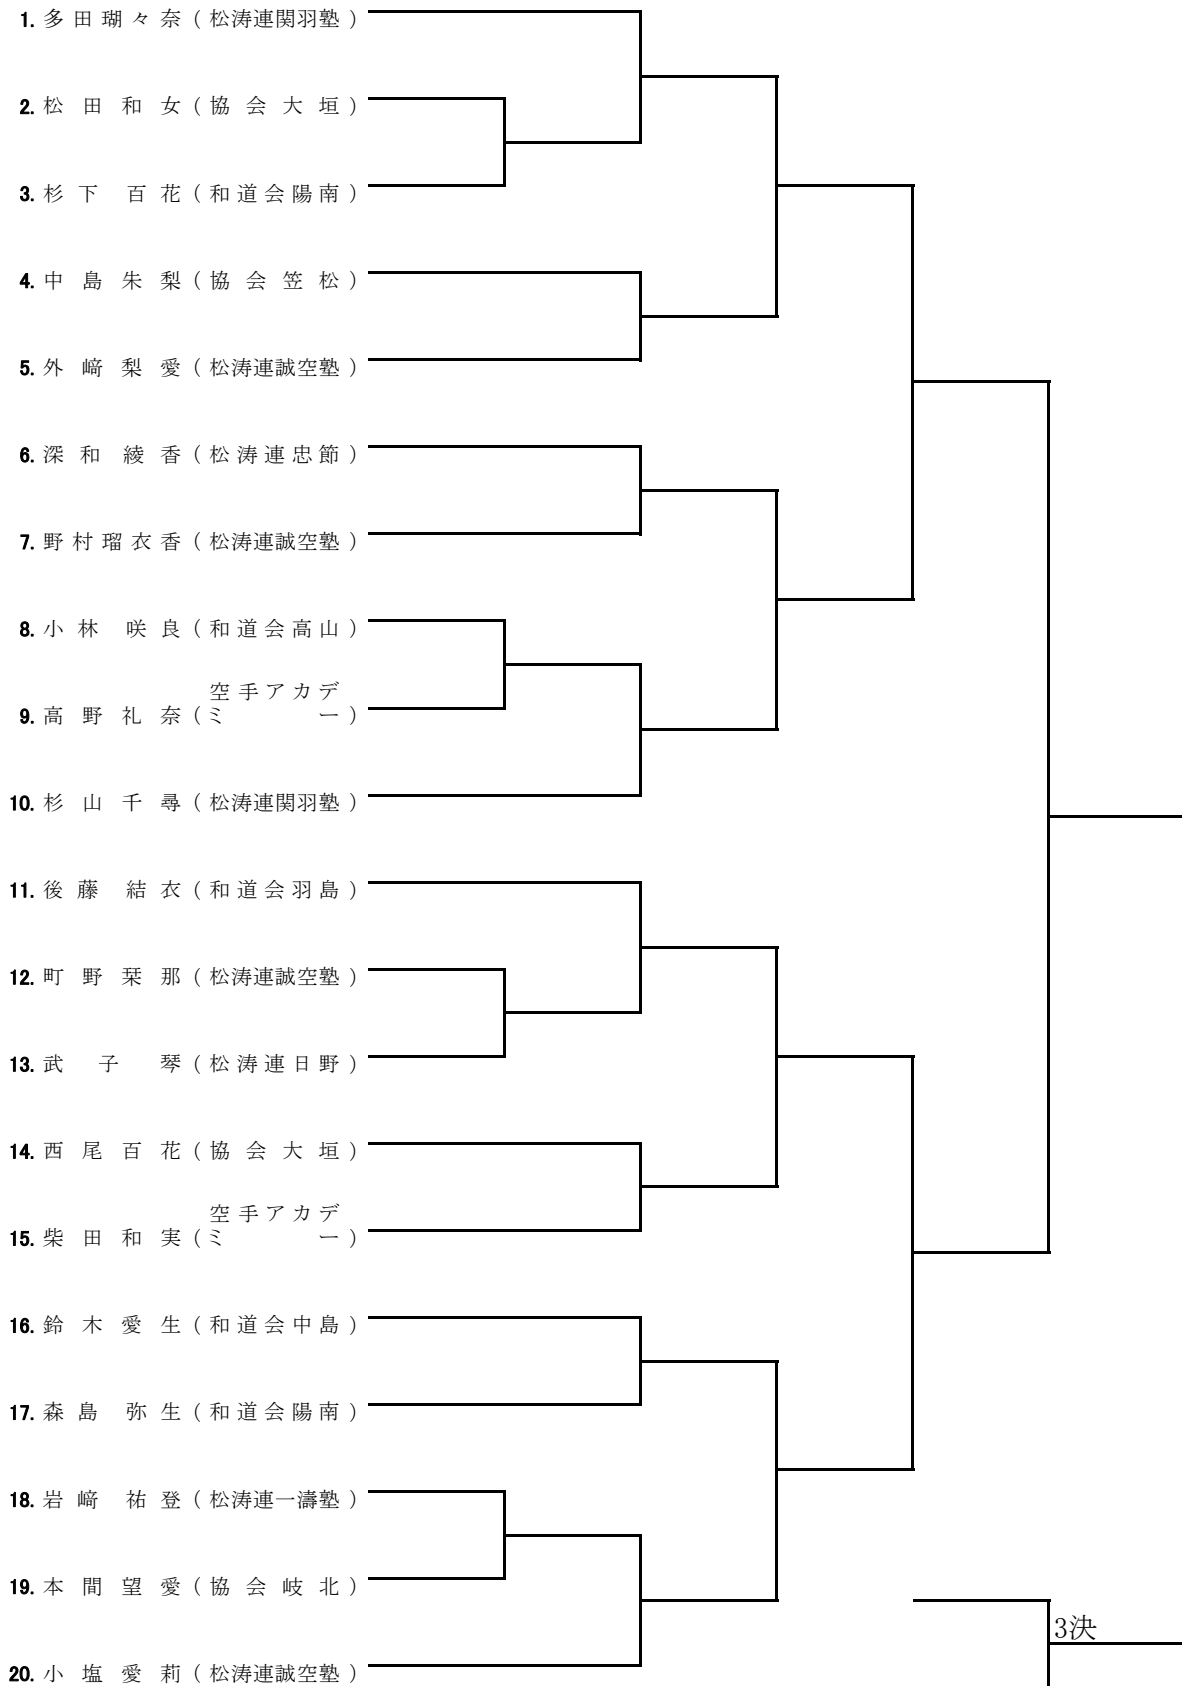 1. 多田瑚々奈 (松涛連関羽塾)
2. 松田和女 (協会大垣)
3. 杉下 百花 (和道会陽南)
4. 中島朱梨 (協会笠松)
5. 外﨑梨愛 (松涛連誠空塾)
6. 深和綾香 (松涛連忠節)
7. 野村瑠衣香 (松涛連誠空塾)
8. 小林 咲良 (和道会高山)
9. 高野礼奈 (空手アカデミー)
10. 杉山千尋 (松涛連関羽塾)
11. 後藤 結衣 (和道会羽島)
12. 町野栞那 (松涛連誠空塾)
13. 武子琴 (松涛連日野)
14. 西尾百花 (協会大垣)
15. 柴田和実 (空手アカデミー)
16. 鈴木愛生 (和道会中島)
17. 森島 弥生 (和道会陽南)
18. 岩﨑 祐登 (松涛連一濤塾)
19. 本間望愛 (協会岐北)
3決
20. 小塩愛莉 (松涛連誠空塾)